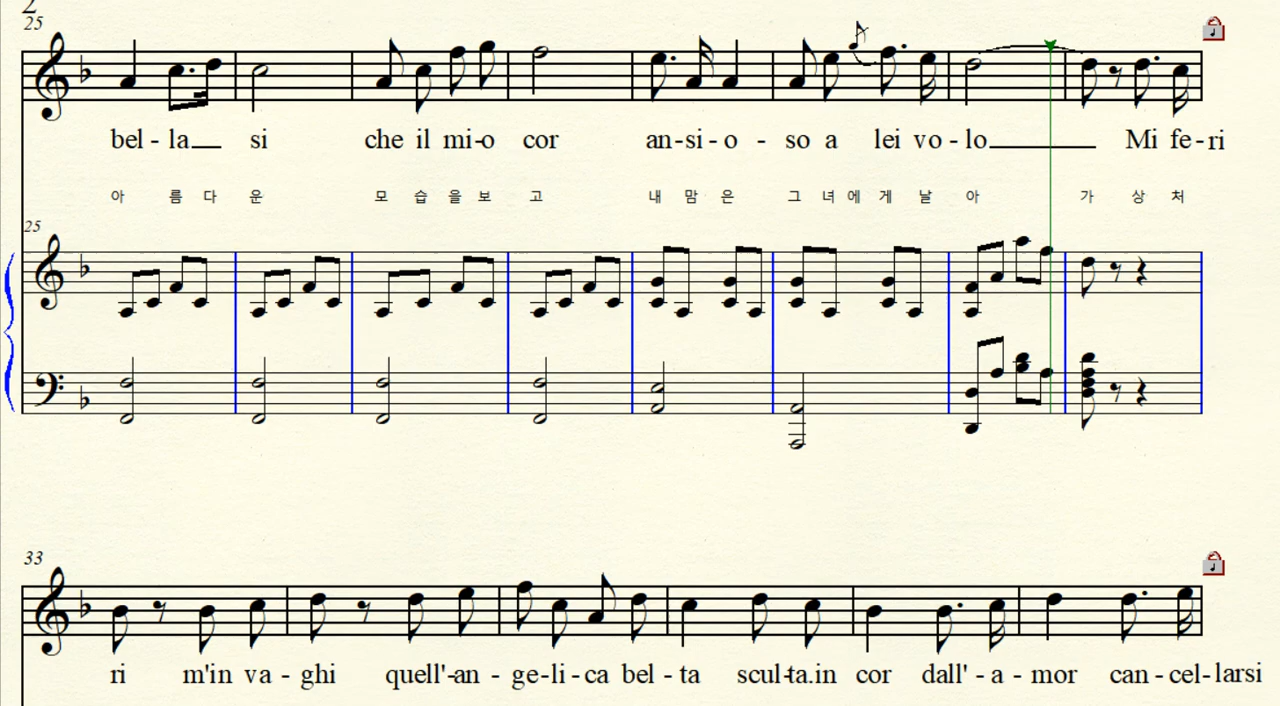 2
25
bel - la si che il mi-o cor an-si-o - so a lei vo-lo Mi fe-ri
아 름 다 운 모 습 을 보 고 내 맘 은 그 녀 에 게 날 아 가 상 처
25
33
ri m'in va - ghi quell'-an - ge-li-ca bel-ta scul-ta.in cor dall'-a-mor can-cel-larsi